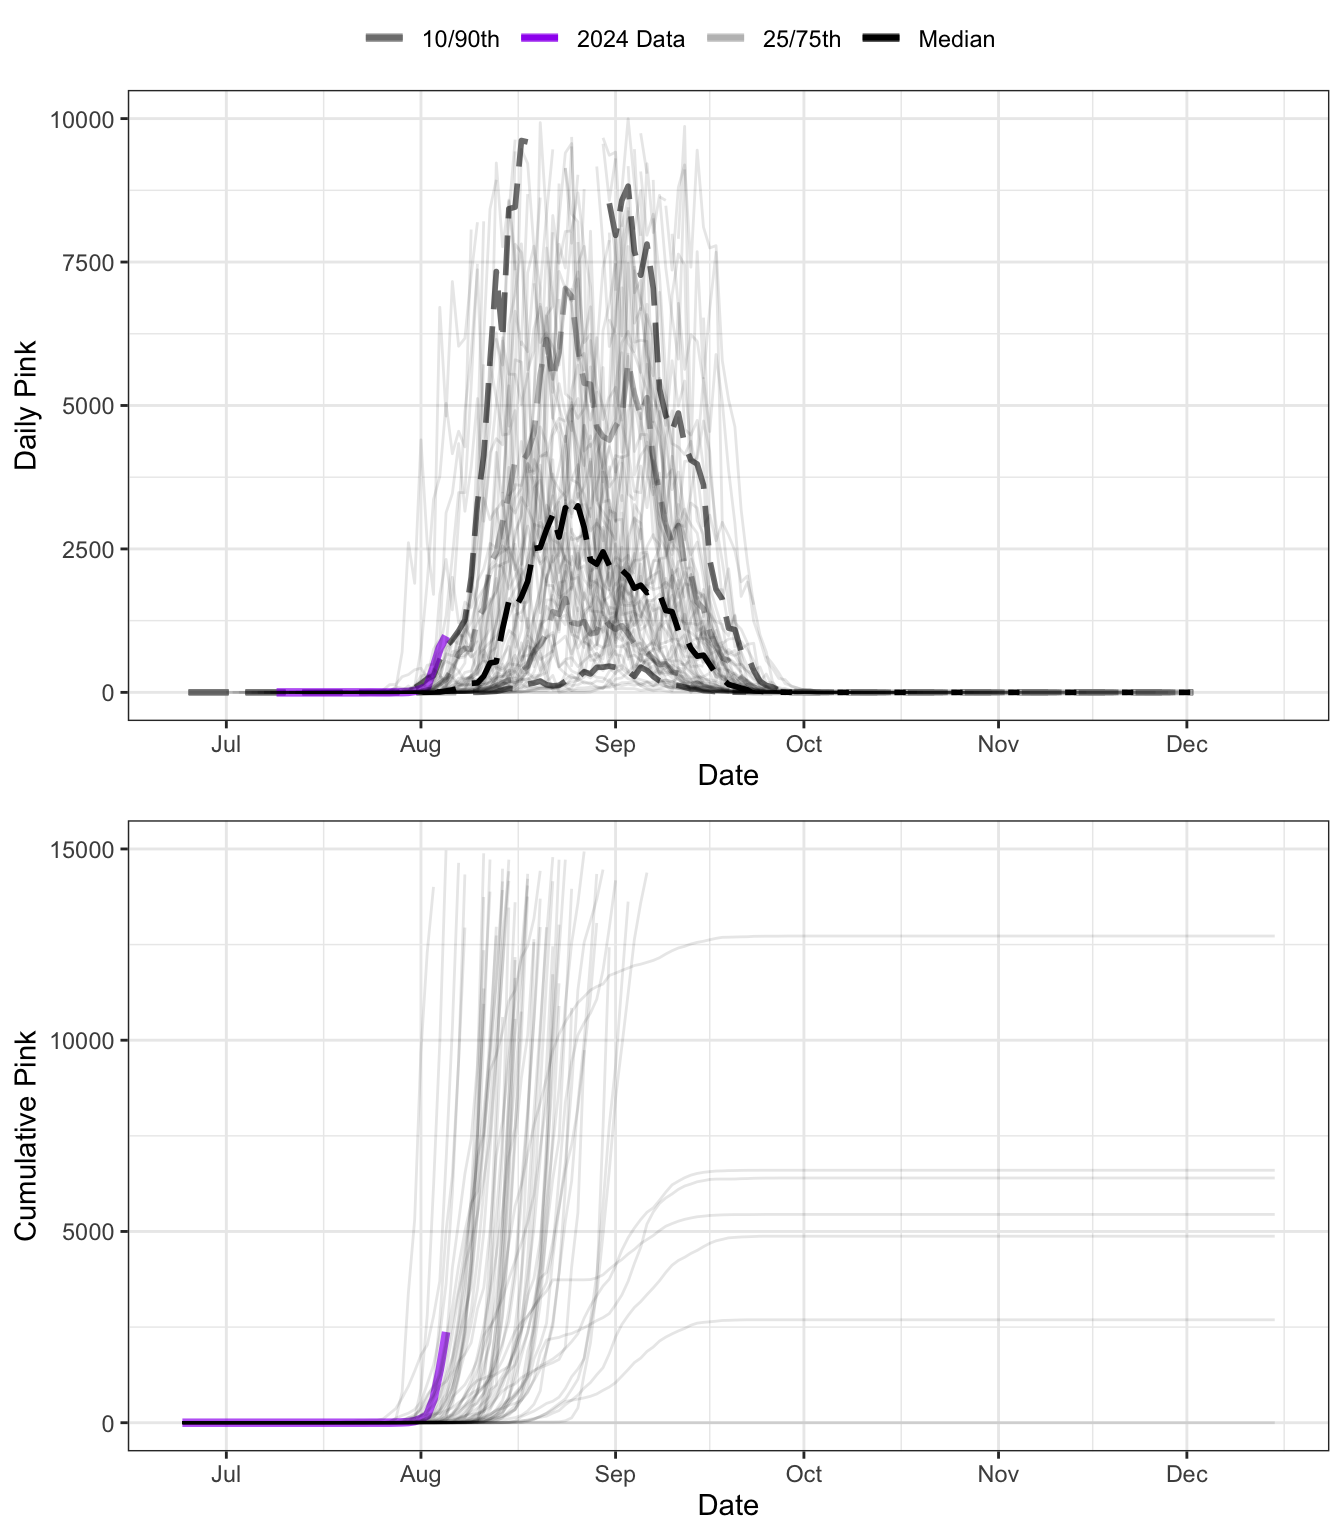 10/90th 2024 Data 25/75th Median
Daily Pink
10000
7500
5000
2500
0
Jul Aug Sep Oct Nov Dec
Date
Cumulative Pink
15000
10000
5000
0
Jul Aug Sep Oct Nov Dec
Date